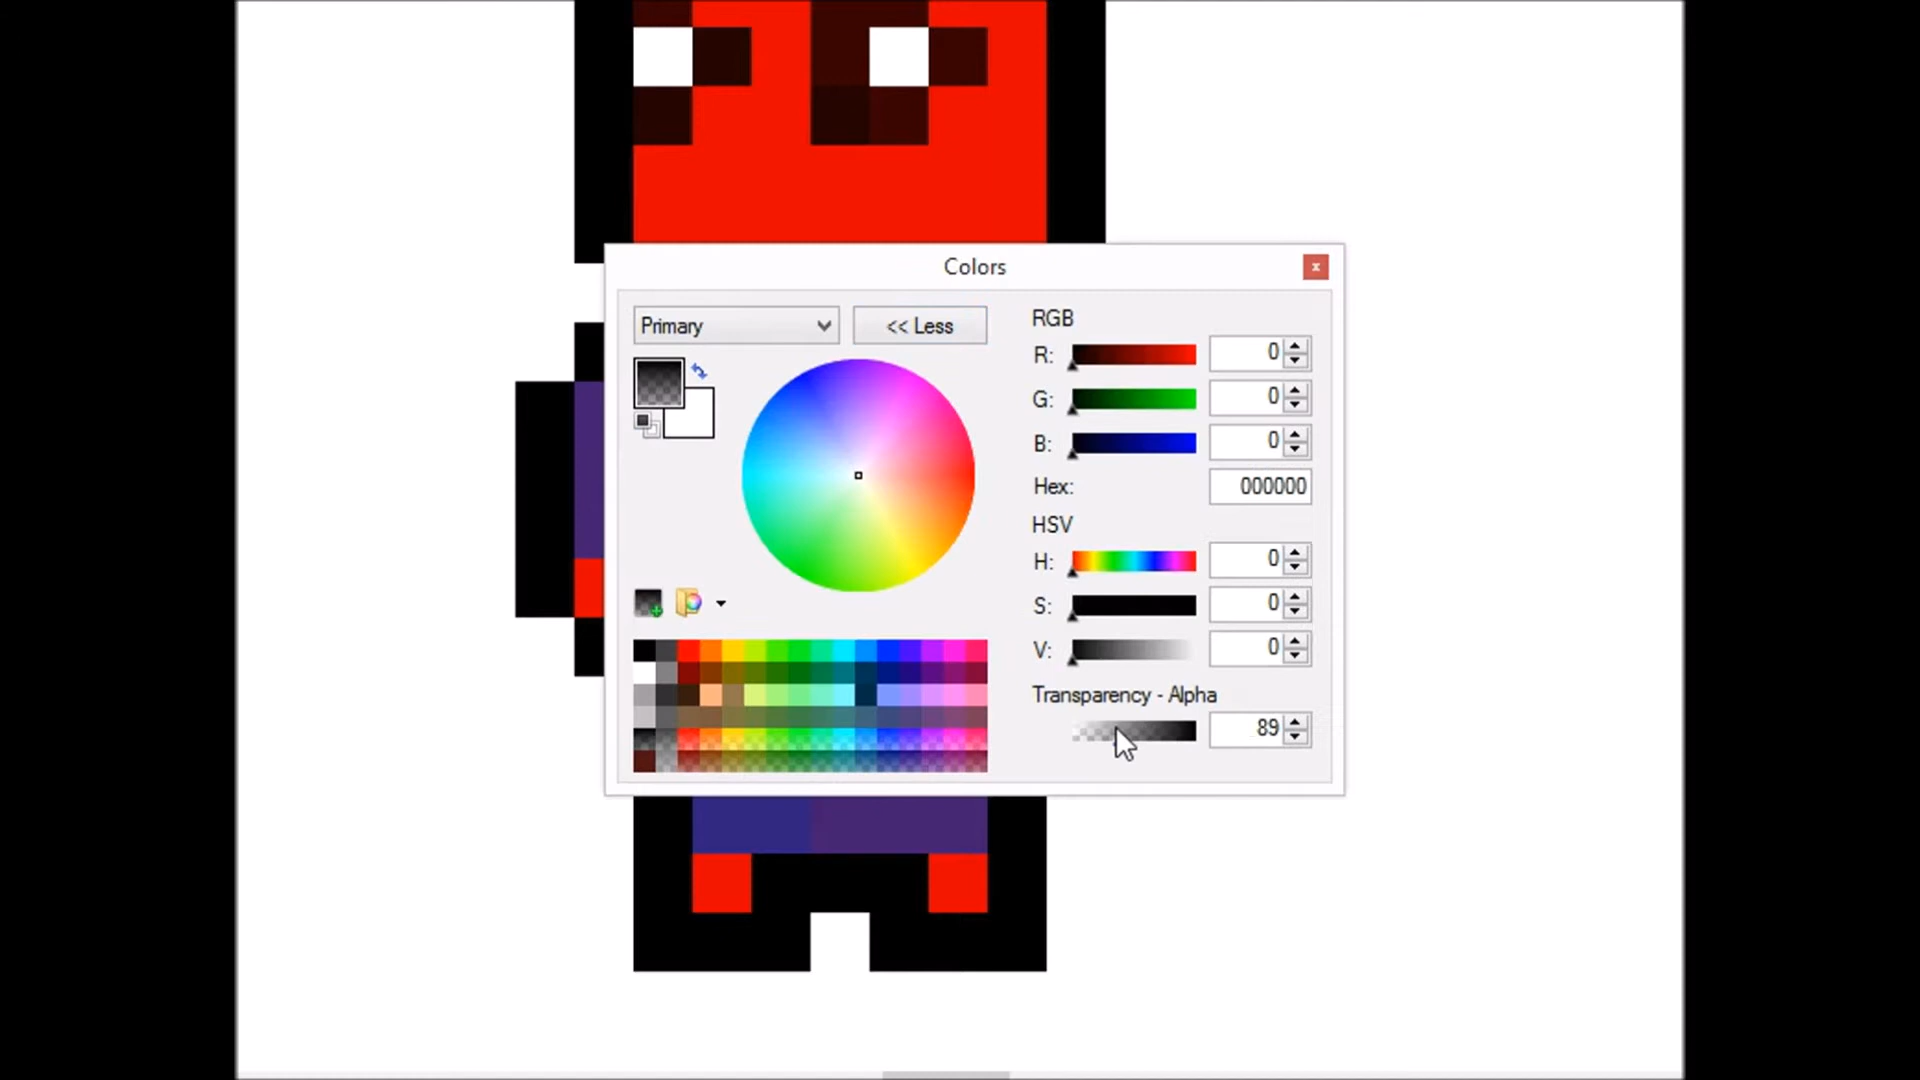 Colors
x
Primary
<< Less
RGB
R: 0
G: 0
B: 0
Hex: 000000
HSV
H: 0
S: 0
V: 0
Transparency - Alpha
89